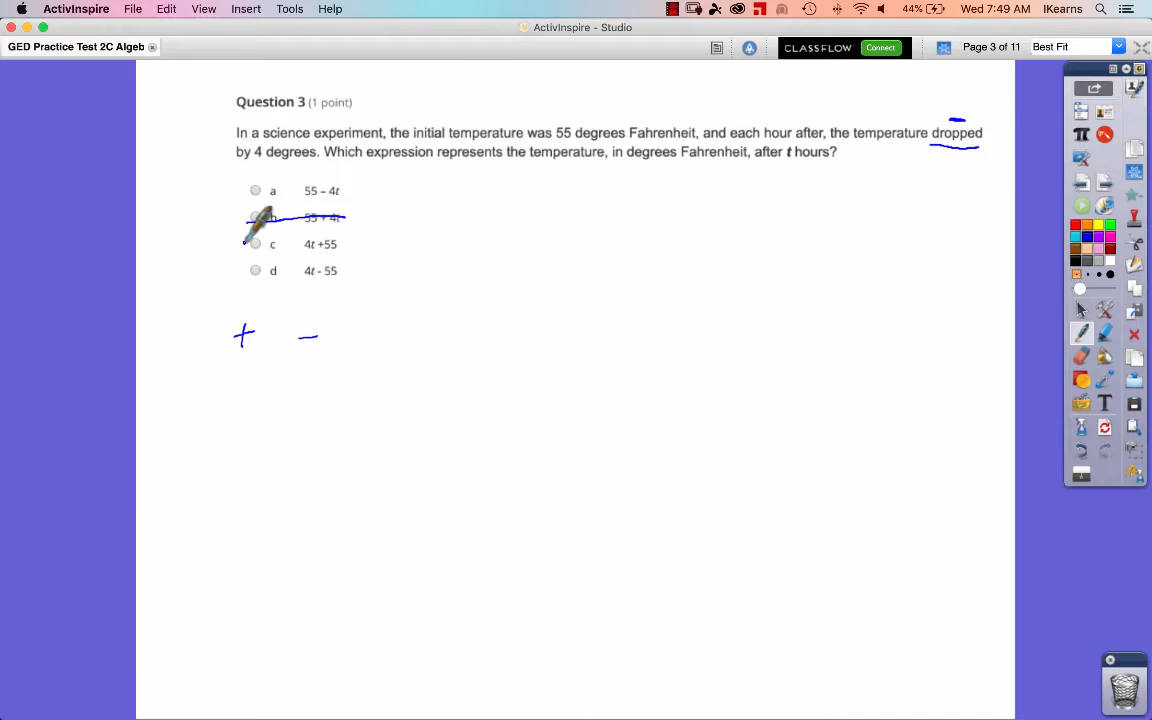 ActivInspire File Edit View Insert Tools Help 44% Wed 7:49 AM IKearns
ActivInspire - Studio
GED Practice Test 2C Algeb CLASSFLOW Connect Page 3 of 11 Best Fit
Question 3 (1 point)
In a science experiment, the initial temperature was 55 degrees Fahrenheit, and each hour after, the temperature dropped
by 4 degrees. Which expression represents the temperature, in degrees Fahrenheit, after t hours?
a 55 – 4t
b 55 + 4t
c 4t +55
d 4t - 55
+ –